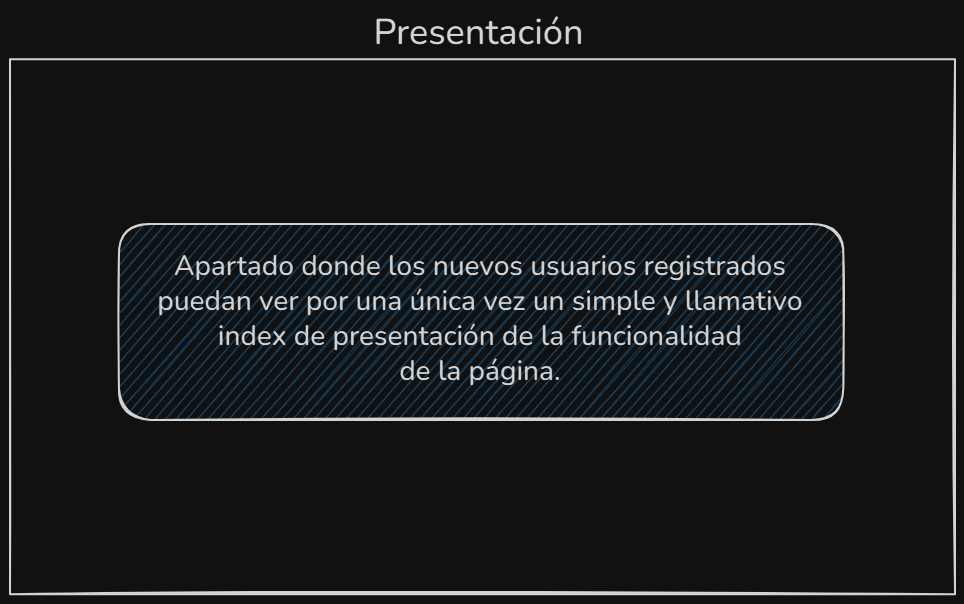 Presentación
Apartado donde los nuevos usuarios registrados
puedan ver por una única vez un simple y llamativo
index de presentación de la funcionalidad
de la página.